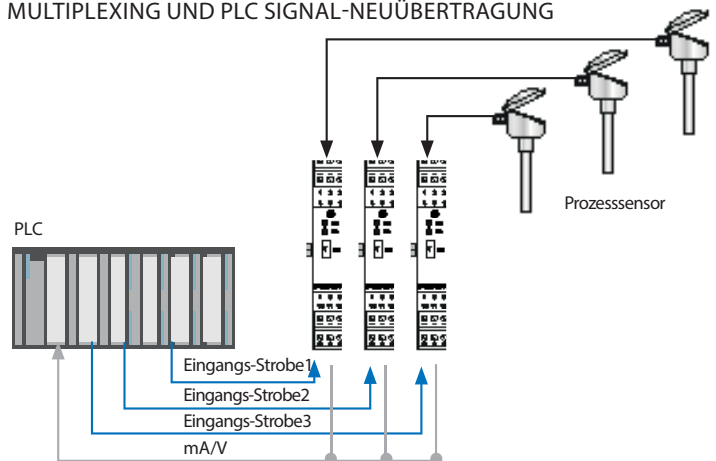 MULTIPLEXING UND PLC SIGNAL-NEUÜBERTRAGUNG
Prozesssensor
PLC
Eingangs-Strobe1
Eingangs-Strobe2
Eingangs-Strobe3
mA/V